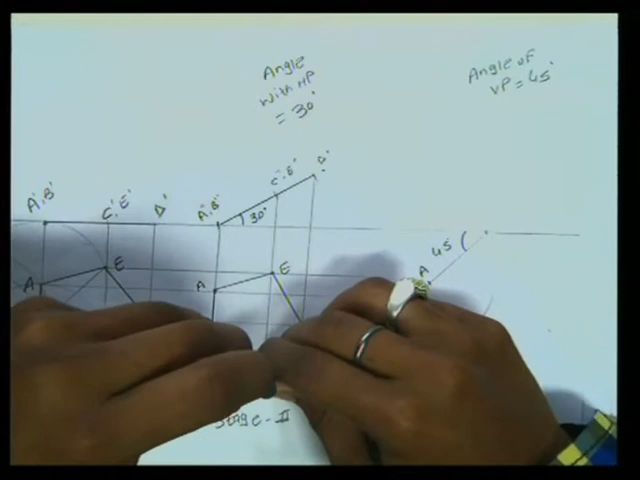 Angle
With HP
= 30°
Angle of
VP = 45°
A',B'
C',E'
D'
A',B'
C',E'
D'
30°
45
A
E
A
E
A
Stage-II